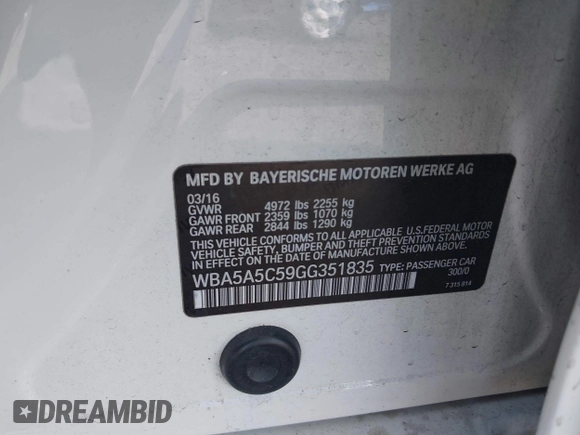 MFD BY BAYERISCHE MOTOREN WERKE AG
03/16
GVWR 4972 lbs 2255 kg
GAWR FRONT 2359 lbs 1070 kg
GAWR REAR 2844 lbs 1290 kg
THIS VEHICLE CONFORMS TO ALL APPLICABLE U.S.FEDERAL MOTOR
VEHICLE SAFETY, BUMPER AND THEFT PREVENTION STANDARDS IN
EFFECT ON THE DATE OF MANUFACTURE SHOWN ABOVE.
WBA5A5C59GG351835 TYPE: PASSENGER CAR
300/0
7 315 814
DREAMBID